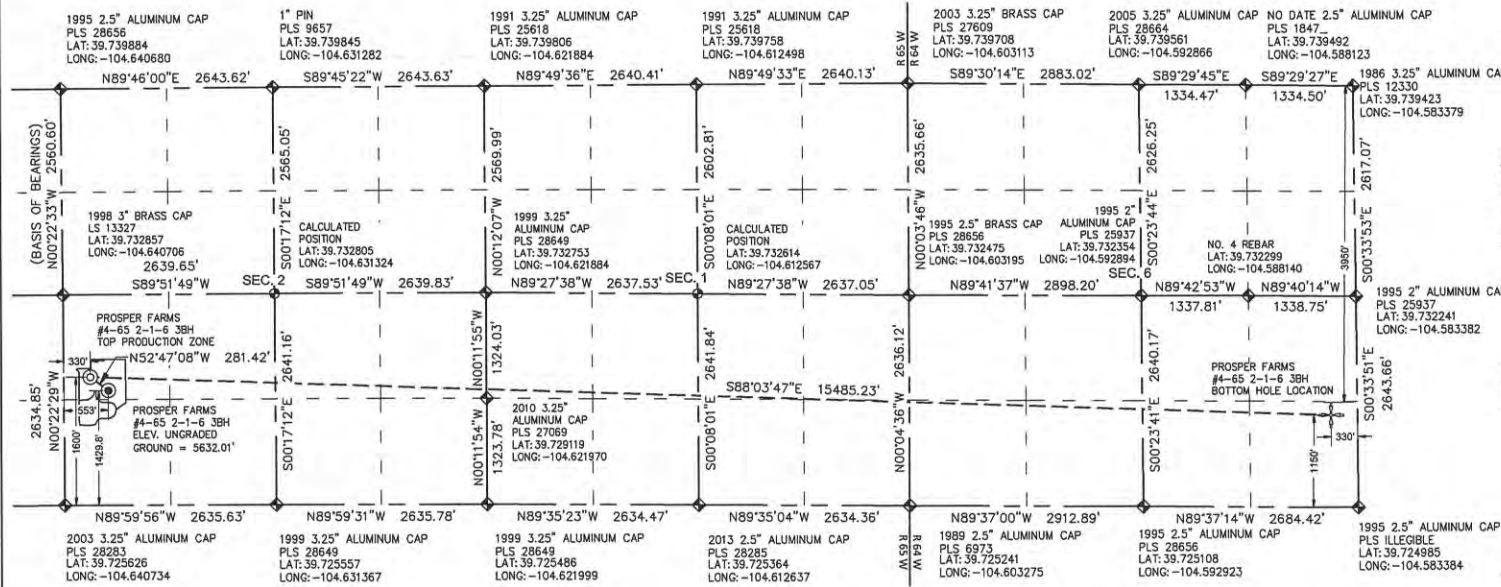 1995 2.5" ALUMINUM CAP
PLS 28656
LAT: 39.739884
LONG: -104.640680
1" PIN
PLS 9657
LAT: 39.739845
LONG: -104.631282
1991 3.25" ALUMINUM CAP
PLS 25618
LAT: 39.739806
LONG: -104.621884
1991 3.25" ALUMINUM CAP
PLS 25618
LAT: 39.739758
LONG: -104.612498
R 65 W
R 64 W
2003 3.25" BRASS CAP
PLS 27609
LAT: 39.739708
LONG: -104.603113
2005 3.25" ALUMINUM CAP
PLS 28664
LAT: 39.739561
LONG: -104.592866
NO DATE 2.5" ALUMINUM CAP
PLS 1847
LAT: 39.739492
LONG: -104.588123
1986 3.25" ALUMINUM CA
PLS 12330
LAT: 39.739423
LONG: -104.583379
N89°46'00"E 2643.62'
S89°45'22"W 2643.63'
N89°49'36"E 2640.41'
N89°49'33"E 2640.13'
S89°30'14"E 2883.02'
S89°29'45"E
1334.47'
S89°29'27"E
1334.50'
(BASIS OF BEARINGS)
N00°22'33"W 2560.60'
S00°17'12"E 2565.05'
N00°12'07"W 2569.99'
S00°08'01"E 2602.81'
N00°03'46"W 2635.66'
S00°23'44"E 2626.25'
S00°33'53"E 2617.07'
3950'
1998 3" BRASS CAP
LS 13327
LAT: 39.732857
LONG: -104.640706
CALCULATED
POSITION
LAT: 39.732805
LONG: -104.631324
1999 3.25"
ALUMINUM CAP
PLS 28649
LAT: 39.732753
LONG: -104.621884
CALCULATED
POSITION
LAT: 39.732614
LONG: -104.612567
1995 2.5" BRASS CAP
PLS 28656
LAT: 39.732475
LONG: -104.603195
1995 2"
ALUMINUM CAP
PLS 25937
LAT: 39.732354
LONG: -104.592894
NO. 4 REBAR
LAT: 39.732299
LONG: -104.588140
1995 2" ALUMINUM CA
PLS 25937
LAT: 39.732241
LONG: -104.583382
2639.65'
S89°51'49"W
SEC. 2
S89°51'49"W 2639.83'
N89°27'38"W 2637.53'
SEC. 1
N89°27'38"W 2637.05'
N89°41'37"W 2898.20'
SEC. 6
N89°42'53"W
1337.81'
N89°40'14"W
1338.75'
PROSPER FARMS
#4-65 2-1-6 3BH
TOP PRODUCTION ZONE
330'
N52°47'08"W 281.42'
S88°03'47"E 15485.23'
PROSPER FARMS
#4-65 2-1-6 3BH
BOTTOM HOLE LOCATION
N00°22'29"W
2634.85'
553'
1600'
1429.8'
PROSPER FARMS
#4-65 2-1-6 3BH
ELEV. UNGRADED
GROUND = 5632.01'
S00°17'12"E 2641.16'
N00°11'55"W 1324.03'
N00°11'54"W 1323.78'
2010 3.25"
ALUMINUM CAP
PLS 27069
LAT: 39.729119
LONG: -104.621970
S00°08'01"E 2641.84'
N00°04'36"W 2636.12'
S00°23'41"E 2640.17'
S00°33'51"E
2643.66'
330'
1150'
N89°59'56"W 2635.63'
N89°59'31"W 2635.78'
N89°35'23"W 2634.47'
N89°35'04"W 2634.36'
N89°37'00"W 2912.89'
N89°37'14"W 2684.42'
2003 3.25" ALUMINUM CAP
PLS 28283
LAT: 39.725626
LONG: -104.640734
1999 3.25" ALUMINUM CAP
PLS 28649
LAT: 39.725557
LONG: -104.631367
1999 3.25" ALUMINUM CAP
PLS 28649
LAT: 39.725486
LONG: -104.621999
2013 2.5" ALUMINUM CAP
PLS 28285
LAT: 39.725364
LONG: -104.612637
R 65 W
R 64 W
1989 2.5" ALUMINUM CAP
PLS 6973
LAT: 39.725241
LONG: -104.603275
1995 2.5" ALUMINUM CAP
PLS 28656
LAT: 39.725108
LONG: -104.592923
1995 2.5" ALUMINUM CAP
PLS ILLEGIBLE
LAT: 39.724985
LONG: -104.583384